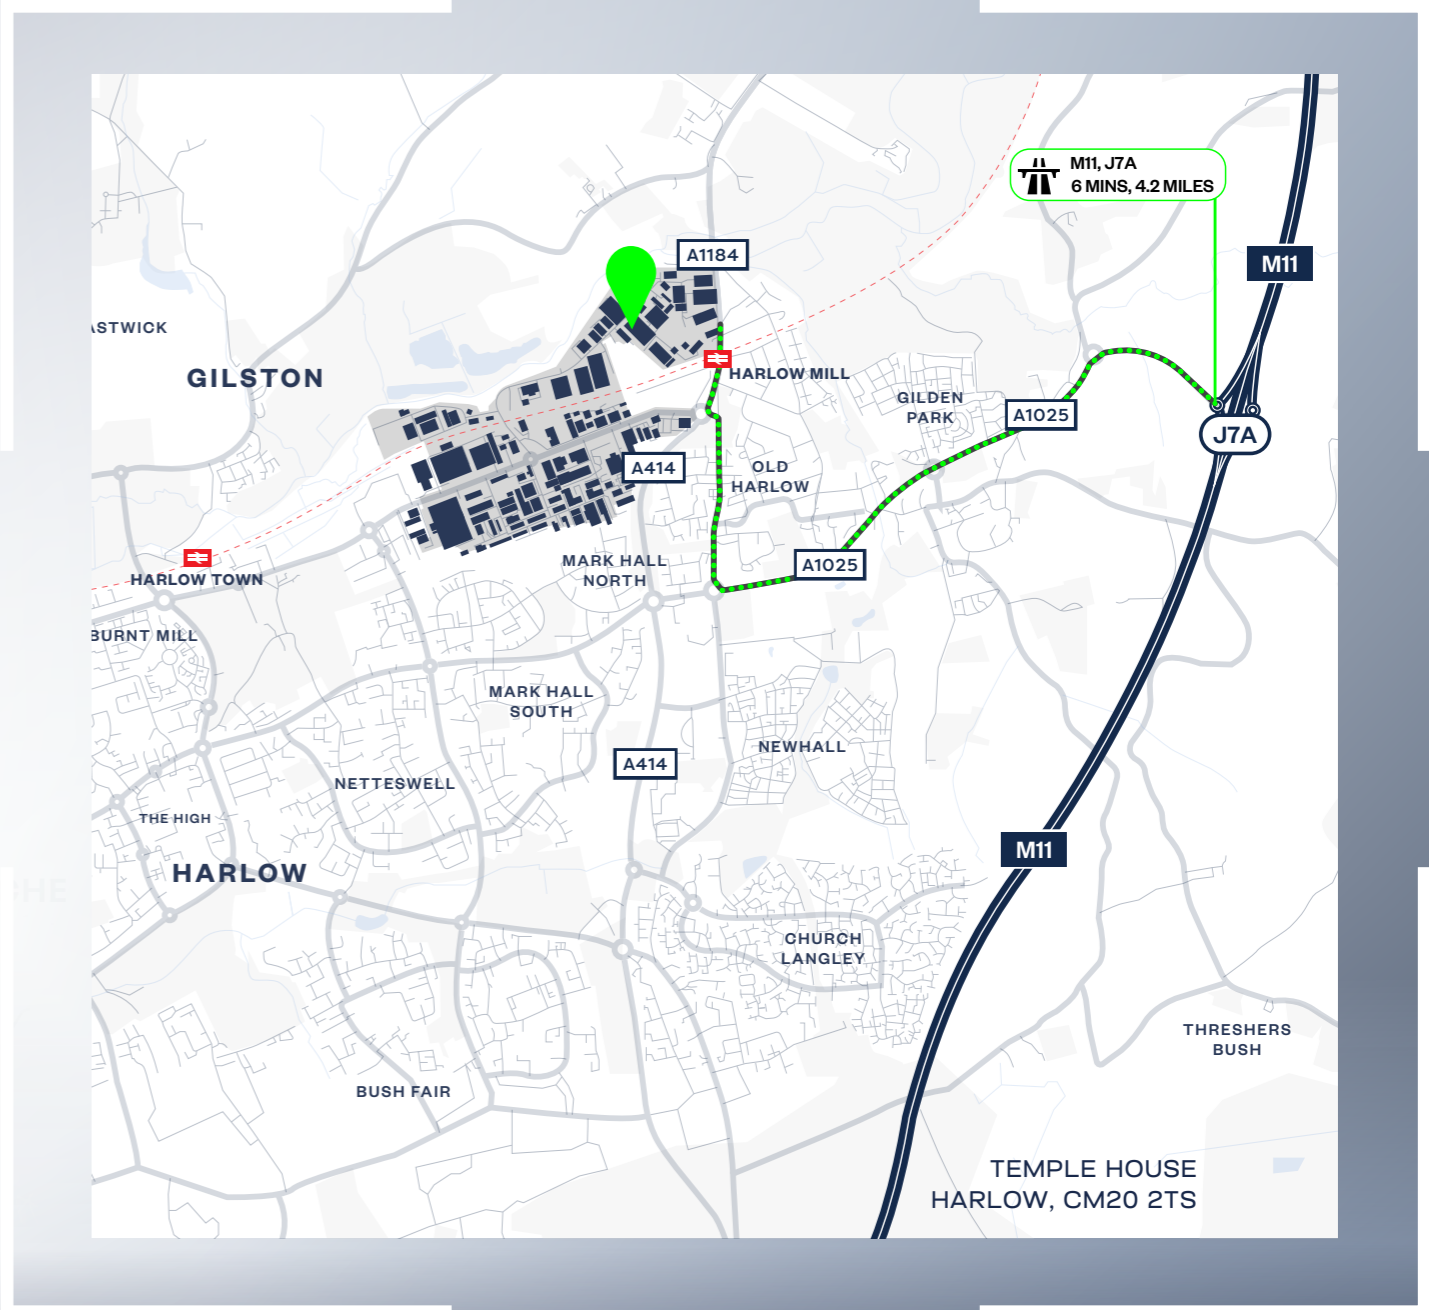 M11, J7A
6 MINS, 4.2 MILES
A1184
M11
ASTWICK
GILSTON
HARLOW MILL
GILDEN
PARK
A1025
J7A
A414
OLD
HARLOW
HARLOW TOWN
MARK HALL
NORTH
A1025
BURNT MILL
MARK HALL
SOUTH
NEWHALL
A414
NETTESWELL
THE HIGH
M11
HARLOW
CHURCH
LANGLEY
THRESHERS
BUSH
BUSH FAIR
TEMPLE HOUSE
HARLOW, CM20 2TS